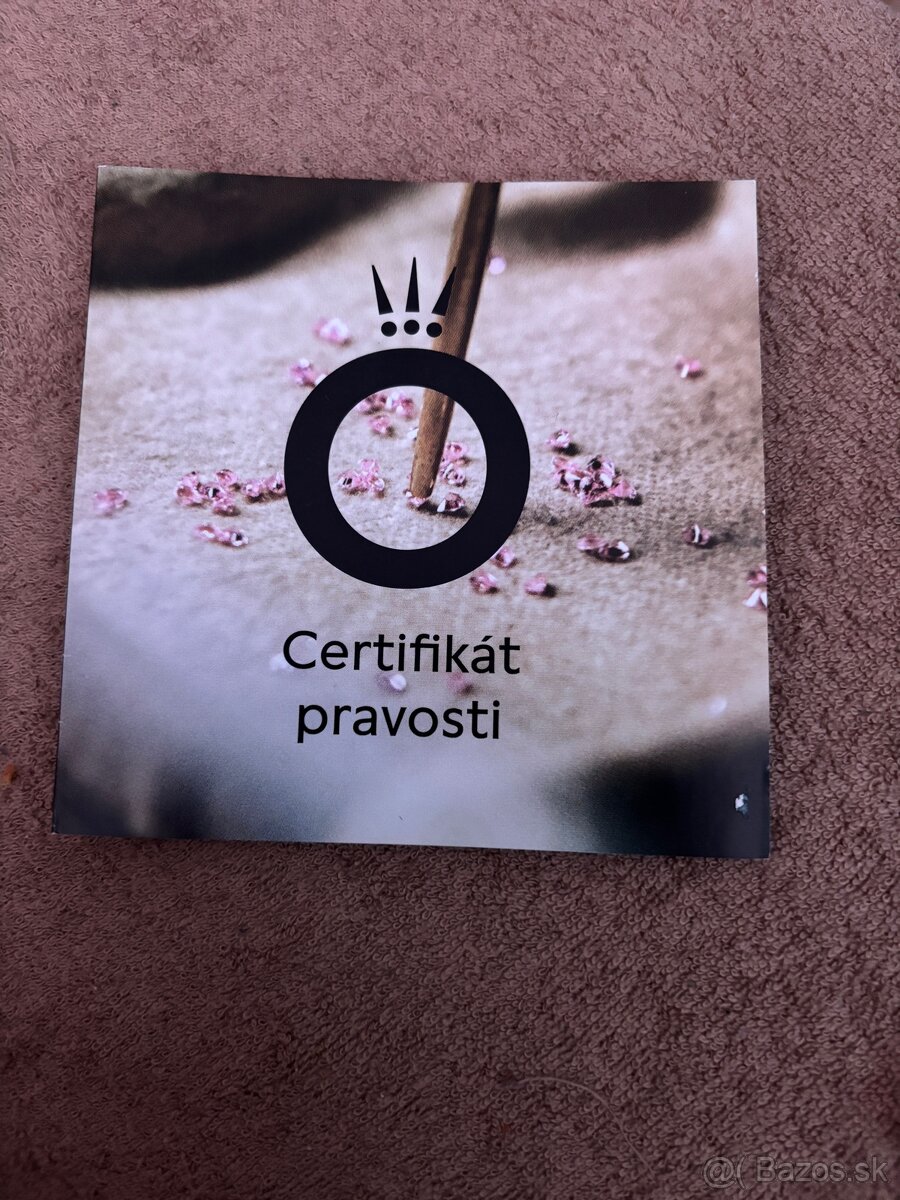 Certifikát
pravosti
@( Bazos.sk